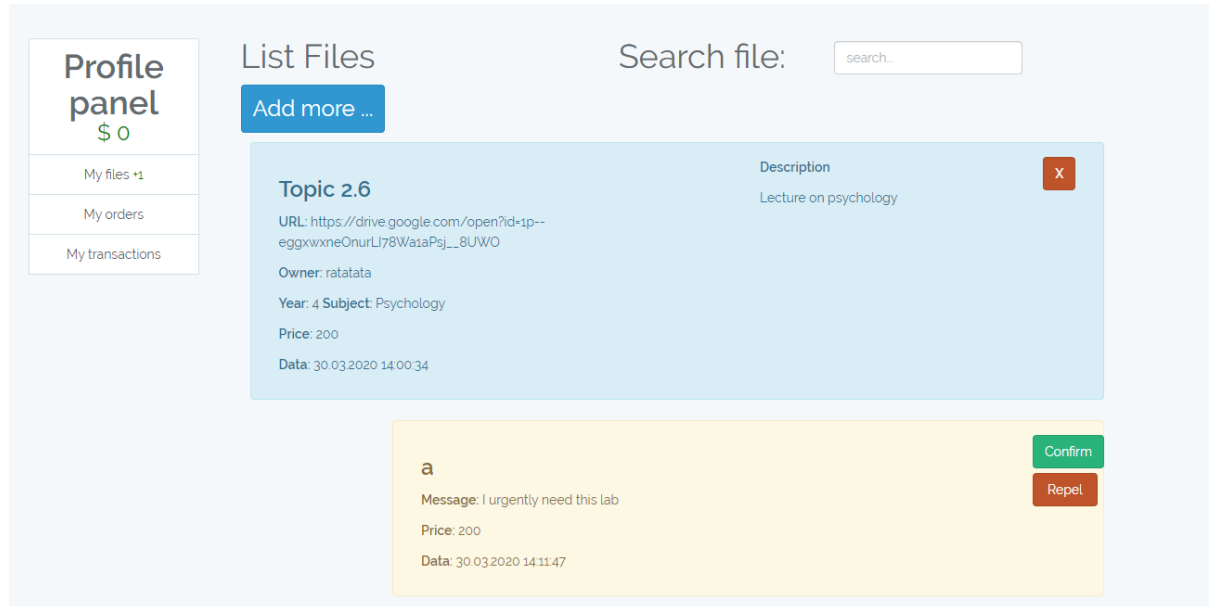 Profile
panel
$ 0
My files +1
My orders
My transactions
List Files
Search file:
search...
Add more ...
Topic 2.6
URL: https://drive.google.com/open?id=1p--
eggxwxneOnurLI78Wa1aPsj__8UWO
Owner: ratatata
Year: 4 Subject: Psychology
Price: 200
Data: 30.03.2020 14:00:34
Description
Lecture on psychology
X
a
Message: I urgently need this lab
Price: 200
Data: 30.03.2020 14:11:47
Confirm
Repel